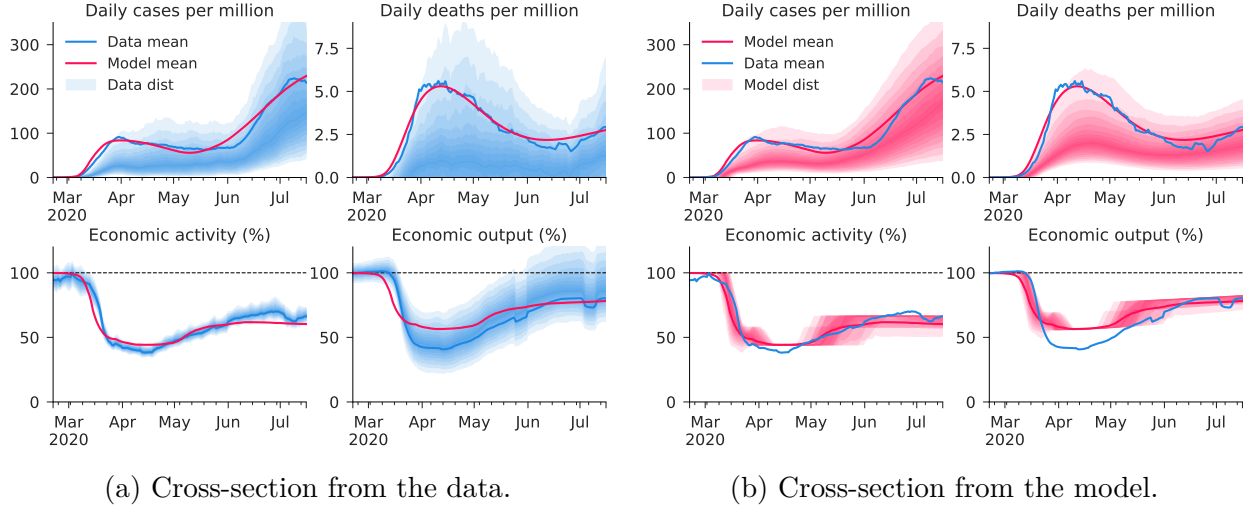 Daily cases per million
Data mean
Model mean
Data dist
300
200
100
0
Mar
2020
Apr
May
Jun
Jul
Daily deaths per million
7.5
5.0
2.5
0.0
Mar
2020
Apr
May
Jun
Jul
Economic activity (%)
100
50
0
Mar
2020
Apr
May
Jun
Jul
Economic output (%)
100
50
0
Mar
2020
Apr
May
Jun
Jul
(a) Cross-section from the data.
Daily cases per million
Model mean
Data mean
Model dist
300
200
100
0
Mar
2020
Apr
May
Jun
Jul
Daily deaths per million
7.5
5.0
2.5
0.0
Mar
2020
Apr
May
Jun
Jul
Economic activity (%)
100
50
0
Mar
2020
Apr
May
Jun
Jul
Economic output (%)
100
50
0
Mar
2020
Apr
May
Jun
Jul
(b) Cross-section from the model.